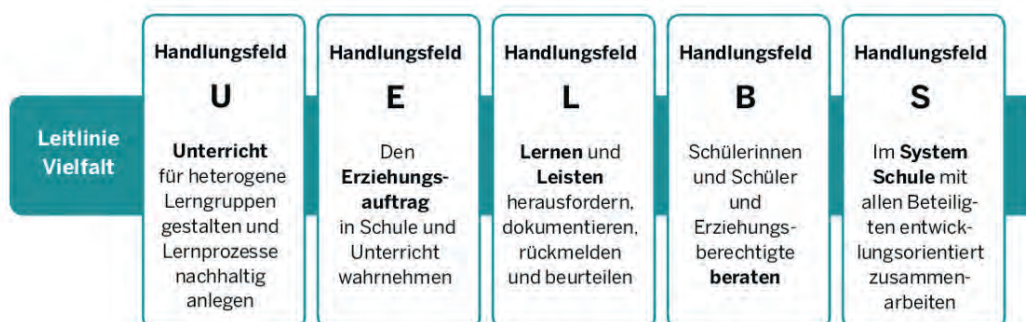 Leitlinie
Vielfalt
Handlungsfeld
U
Unterricht
für heterogene
Lerngruppen
gestalten und
Lernprozesse
nachhaltig
anlegen
Handlungsfeld
E
Den
Erziehungs-
auftrag
in Schule und
Unterricht
wahrnehmen
Handlungsfeld
L
Lernen und
Leisten
herausfordern,
dokumentieren,
rückmelden
und beurteilen
Handlungsfeld
B
Schülerinnen
und Schüler
und
Erziehungs-
berechtigte
beraten
Handlungsfeld
S
Im System
Schule mit
allen Beteilig-
ten entwick-
lungsorientiert
zusammen-
arbeiten